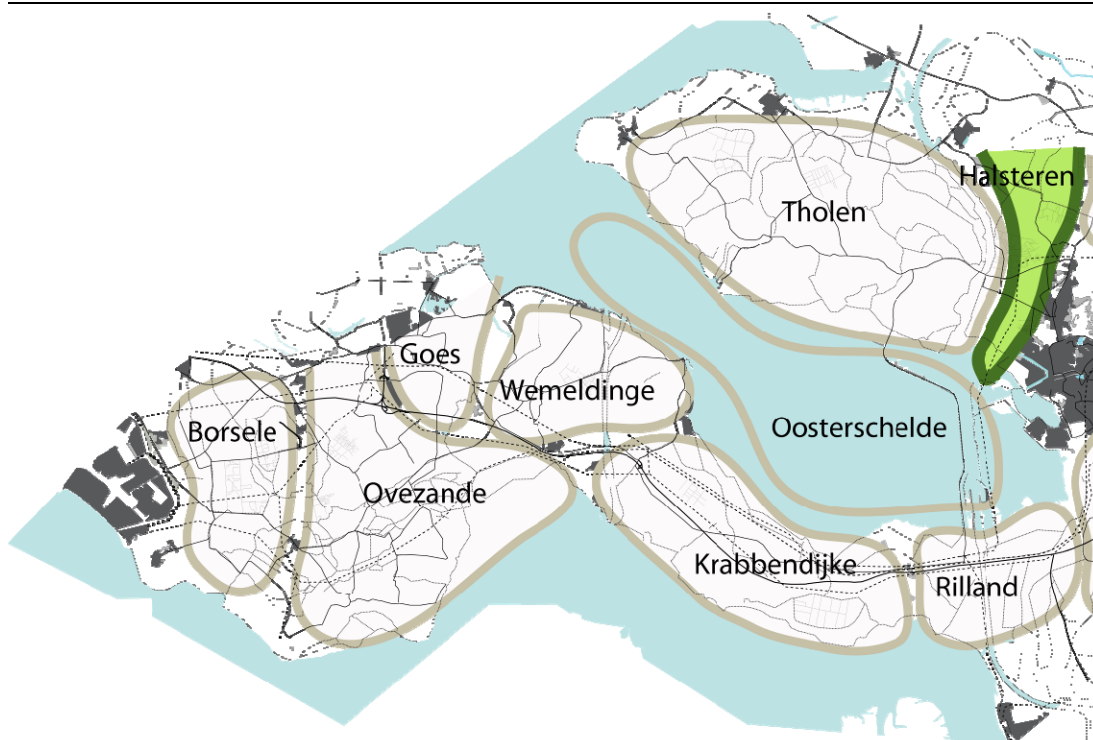 Halsteren
Tholen
Goes
Wemeldinge
Borsele
Oosterschelde
Ovezande
Krabbendijke
Rilland